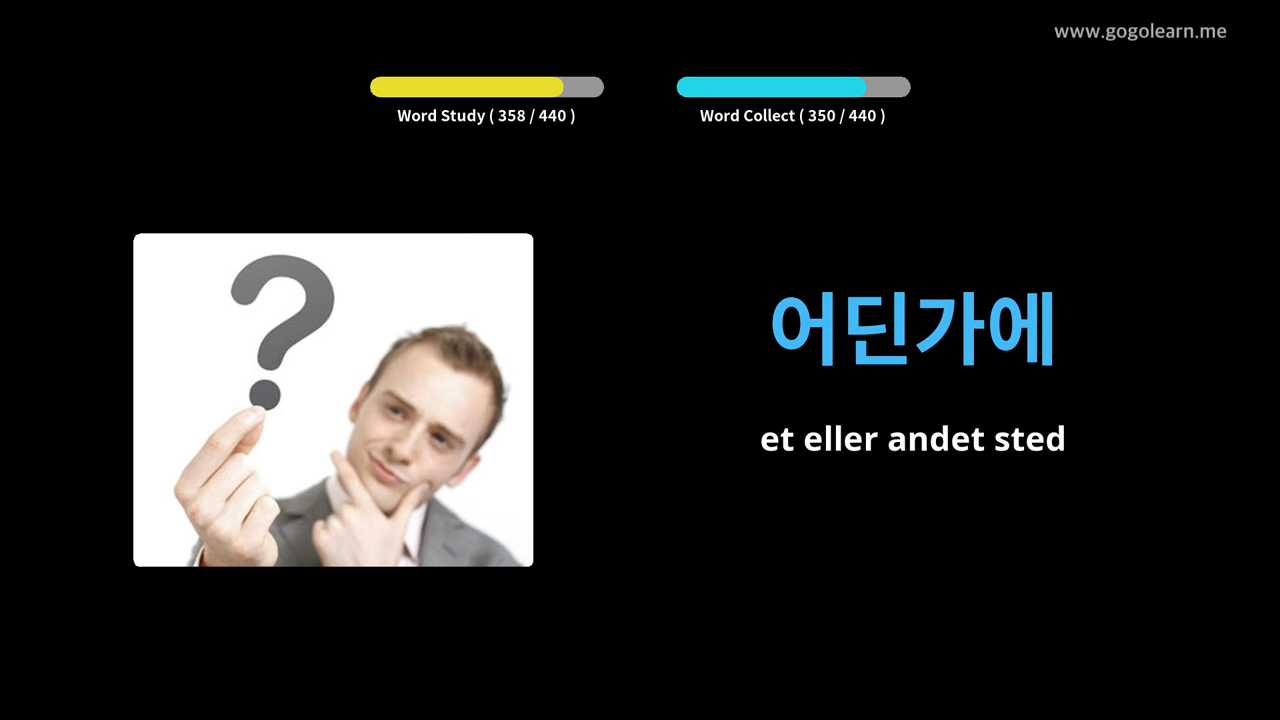 www.gogolearn.me
Word Study ( 358 / 440 )
Word Collect ( 350 / 440 )
어딘가에
et eller andet sted